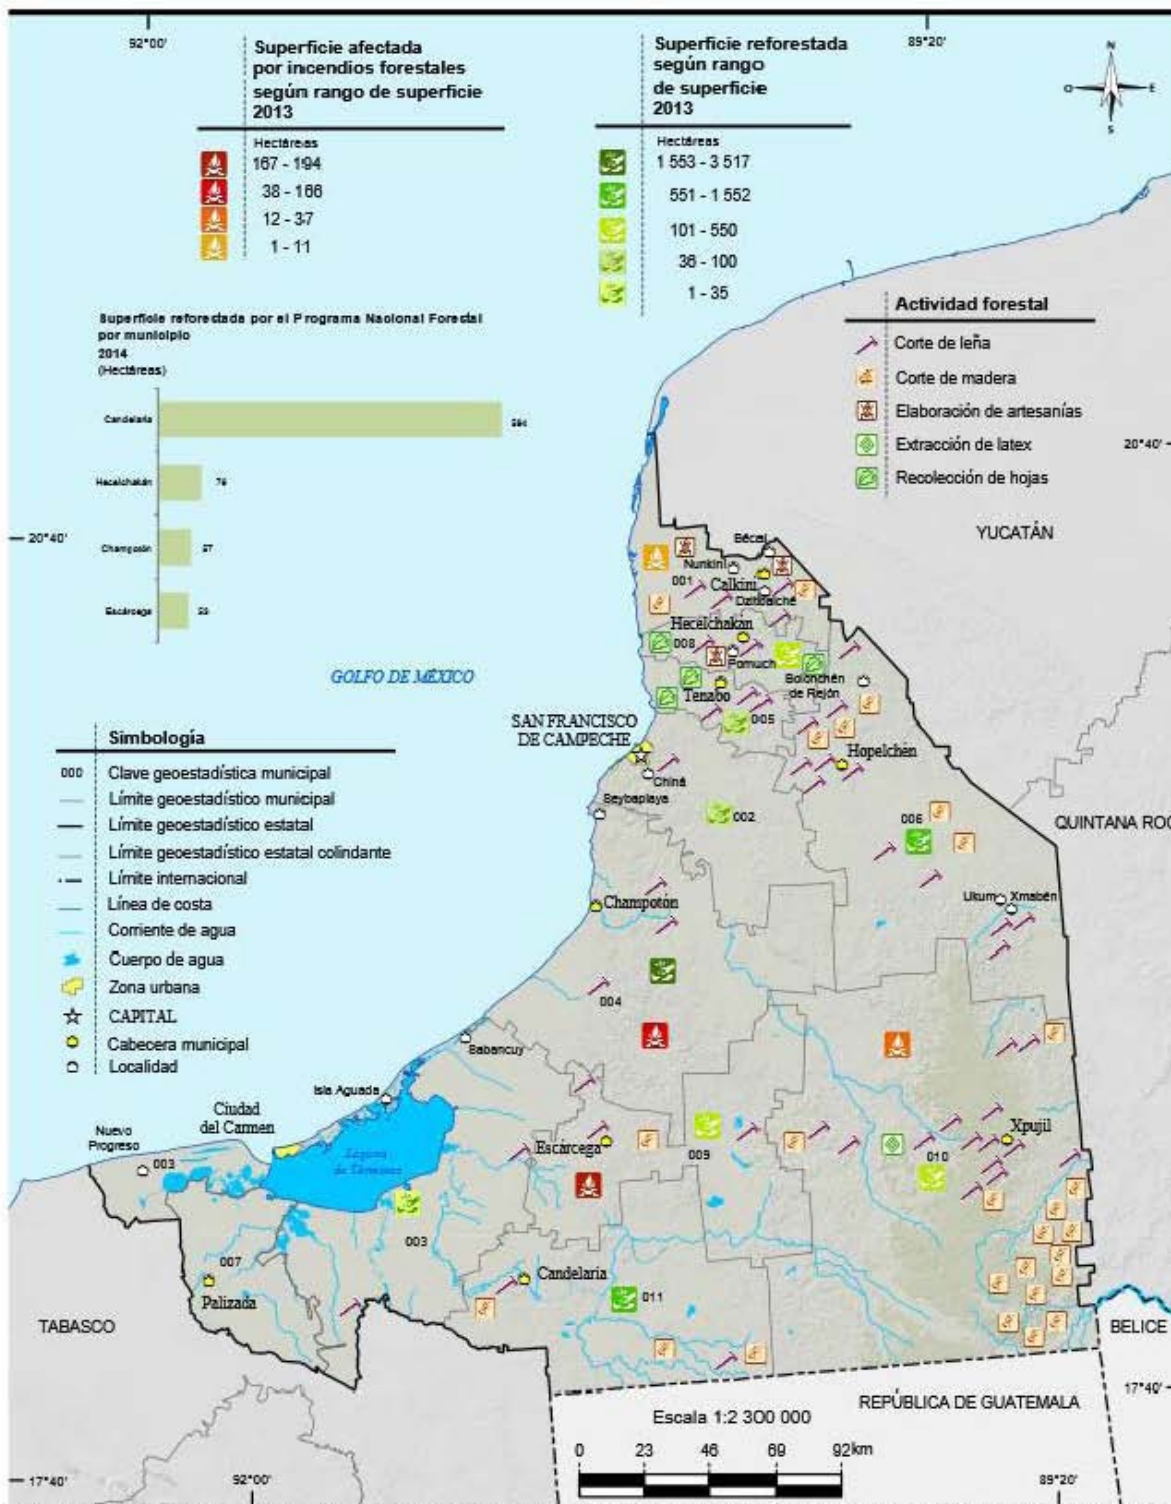 92°00'
89°20'
Superficie afectada
por incendios forestales
según rango de superficie
2013
Hectáreas
167 - 194
38 - 166
12 - 37
1 - 11
Superficie reforestada
según rango
de superficie
2013
Hectáreas
1 553 - 3 517
551 - 1 552
101 - 550
36 - 100
1 - 35
N
O
E
S
Actividad forestal
Corte de leña
Corte de madera
Elaboración de artesanías
Extracción de latex
Recolección de hojas
Superficie reforestada por el Programa Nacional Forestal
por municipio
2014
(Hectáreas)
Candelaria
Hecelchakán
Champotón
57
Escárcega
53
20°40'
20°40'
YUCATÁN
GOLFO DE MÉXICO
Bécal
Nunkiní
001
Calkiní
Dzitbalché
Hecelchakán
008
Pomuch
Bolonchén
de Rejón
Tenabo
005
SAN FRANCISCO
DE CAMPECHE
Hopelchén
Chiná
Seybaplaya
002
006
QUINTANA ROO
Ukum
Xmabén
Champotón
004
Sabancuy
Isla Aguada
Ciudad
del Carmen
Nuevo
Progreso
003
Laguna
de Términos
Escárcega
009
010
Xpujil
003
007
Palizada
Candelaria
011
TABASCO
BELICE
REPÚBLICA DE GUATEMALA
Simbología
000 Clave geoestadística municipal
Límite geoestadístico municipal
Límite geoestadístico estatal
Límite geoestadístico estatal colindante
Límite internacional
Línea de costa
Corriente de agua
Cuerpo de agua
Zona urbana
CAPITAL
Cabecera municipal
Localidad
Escala 1:2 300 000
0 23 46 69 92km
17°40'
17°40'
92°00'
89°20'